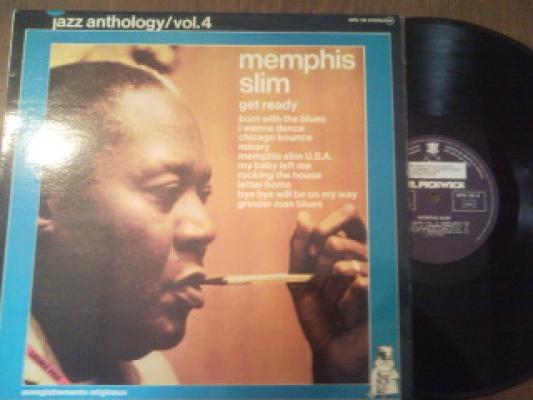 jazz anthology/vol.4
memphis
slim
get ready
born with the blues
i wanna dance
chicago bounce
misery
memphis slim U.S.A.
my baby left me
rocking the house
letter home
bye bye will be on my way
grinder man blues
enregistrements originaux
R. PICKWICK
MEMPHIS SLIM